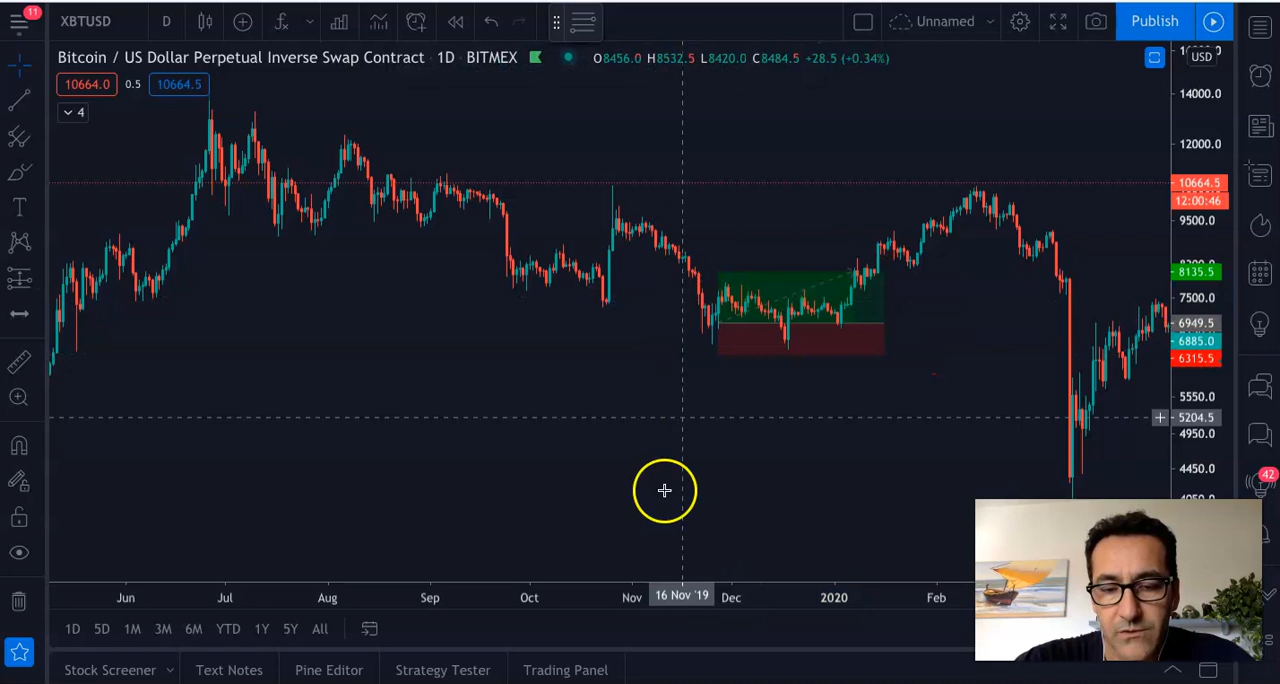 11
XBTUSD D Unnamed Publish
Bitcoin / US Dollar Perpetual Inverse Swap Contract 1D BITMEX O8456.0 H8532.5 L8420.0 C8484.5 +28.5 (+0.34%)
10664.0 0.5 10664.5
4
USD
14000.0
12000.0
10664.5
12:00:46
9500.0
8135.5
7500.0
6949.5
6885.0
6315.5
5550.0
5204.5
4950.0
4450.0
42
Jun Jul Aug Sep Oct Nov 16 Nov '19 Dec 2020 Feb
1D 5D 1M 3M 6M YTD 1Y 5Y All
Stock Screener Text Notes Pine Editor Strategy Tester Trading Panel